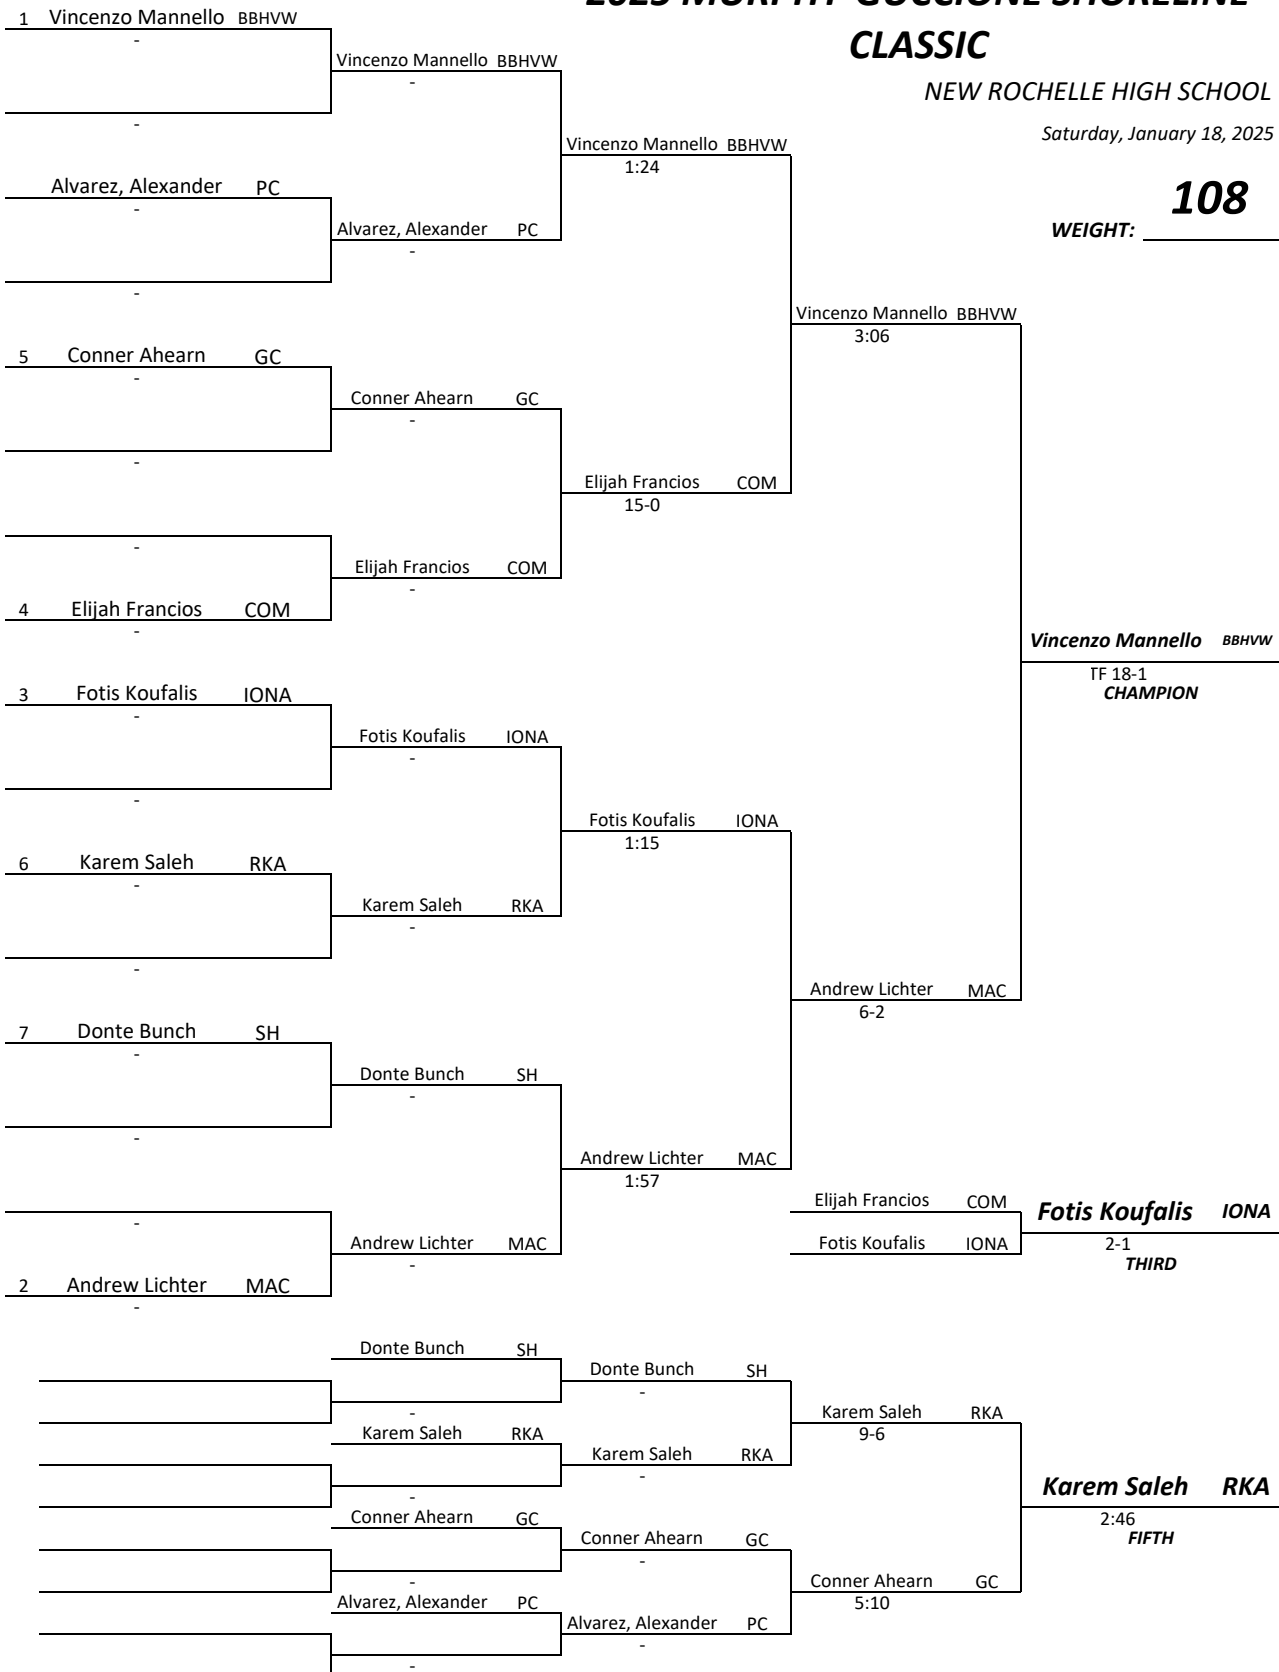 CLASSIC
NEW ROCHELLE HIGH SCHOOL
Saturday, January 18, 2025
108
WEIGHT:
1 Vincenzo Mannello BBHVW
-
Vincenzo Mannello BBHVW
-
-
Vincenzo Mannello BBHVW
1:24
Alvarez, Alexander PC
-
Alvarez, Alexander PC
-
-
Vincenzo Mannello BBHVW
3:06
5 Conner Ahearn GC
-
Conner Ahearn GC
-
-
Elijah Francios COM
15-0
-
Elijah Francios COM
-
4 Elijah Francios COM
-
Vincenzo Mannello BBHVW
TF 18-1
CHAMPION
3 Fotis Koufalis IONA
-
Fotis Koufalis IONA
-
-
Fotis Koufalis IONA
1:15
6 Karem Saleh RKA
-
Karem Saleh RKA
-
-
Andrew Lichter MAC
6-2
7 Donte Bunch SH
-
Donte Bunch SH
-
-
Andrew Lichter MAC
1:57
-
Andrew Lichter MAC
-
2 Andrew Lichter MAC
-
Elijah Francios COM
Fotis Koufalis IONA
Fotis Koufalis IONA
2-1
THIRD
Donte Bunch SH
-
Donte Bunch SH
-
Karem Saleh RKA
9-6
Karem Saleh RKA
-
Karem Saleh RKA
-
Karem Saleh RKA
2:46
FIFTH
Conner Ahearn GC
-
Conner Ahearn GC
-
Conner Ahearn GC
5:10
Alvarez, Alexander PC
-
Alvarez, Alexander PC
-